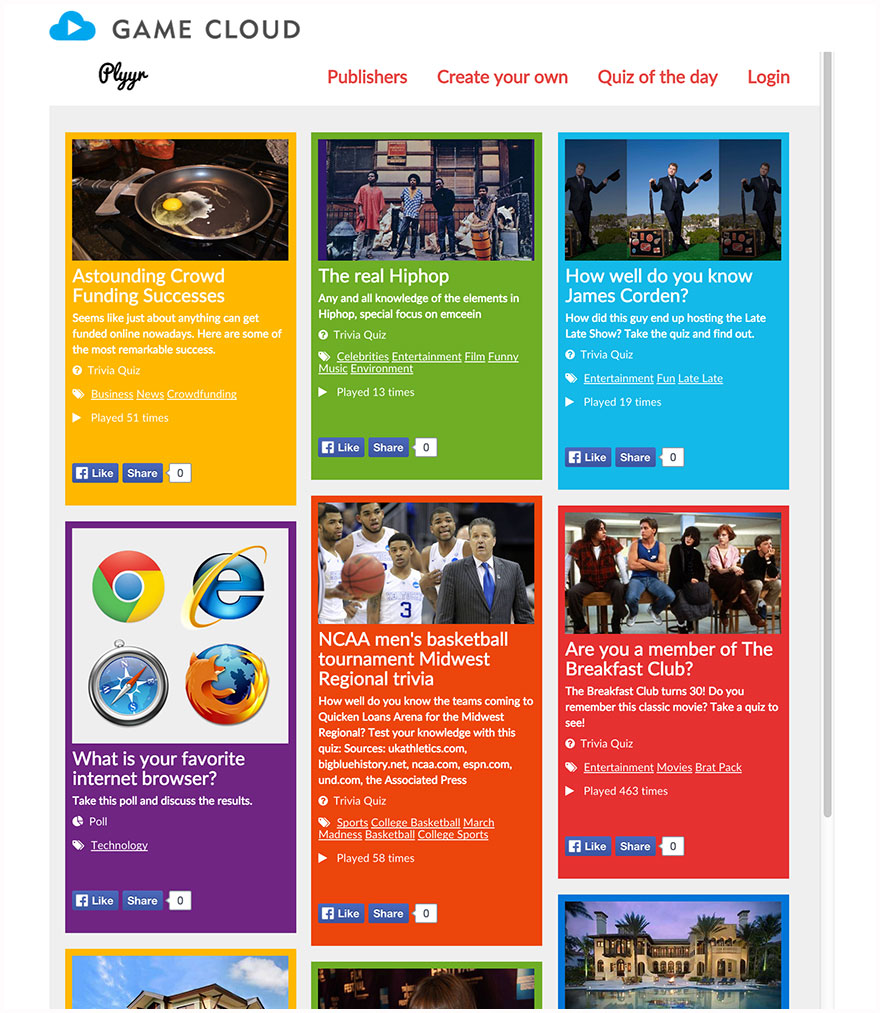 GAME CLOUD
Plyyr
Publishers
Create your own
Quiz of the day
Login
Astounding Crowd
Funding Successes
Seems like just about anything can get
funded online nowadays. Here are some of
the most remarkable success.
Trivia Quiz
Business News Crowdfunding
Played 51 times
Like Share 0
What is your favorite
internet browser?
Take this poll and discuss the results.
Poll
Technology
Like Share 0
The real Hiphop
Any and all knowledge of the elements in
Hiphop, special focus on emceein
Trivia Quiz
Celebrities Entertainment Film Funny
Music Environment
Played 13 times
Like Share 0
3
NCAA men's basketball
tournament Midwest
Regional trivia
How well do you know the teams coming to
Quicken Loans Arena for the Midwest
Regional? Test your knowledge with this
quiz: Sources: ukathletics.com,
bigbluehistory.net, ncaa.com, espn.com,
und.com, the Associated Press
Trivia Quiz
Sports College Basketball March
Madness Basketball College Sports
Played 58 times
Like Share 0
How well do you know
James Corden?
How did this guy end up hosting the Late
Late Show? Take the quiz and find out.
Trivia Quiz
Entertainment Fun Late Late
Played 19 times
Like Share 0
Are you a member of The
Breakfast Club?
The Breakfast Club turns 30! Do you
remember this classic movie? Take a quiz to
see!
Trivia Quiz
Entertainment Movies Brat Pack
Played 463 times
Like Share 0